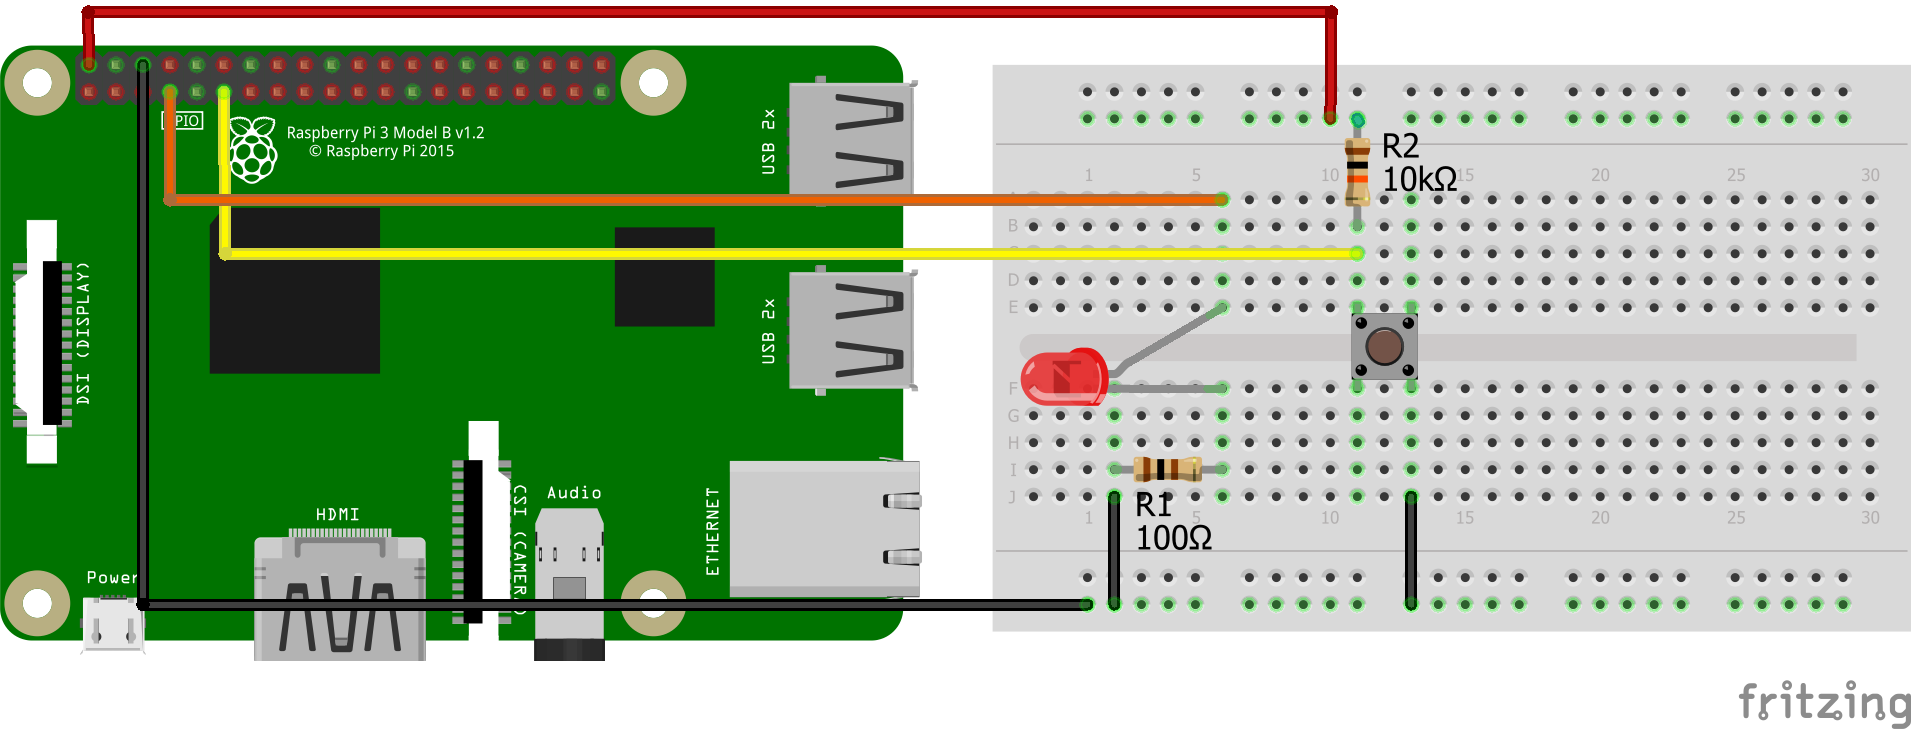 GPIO
Raspberry Pi 3 Model B v1.2
© Raspberry Pi 2015
USB 2x
USB 2x
DSI (DISPLAY)
HDMI
CSI (CAMERA)
Audio
ETHERNET
Power
R2
10kΩ
1 5 10 15 20 25 30
B
D
E
F
G
H
I
J
R1
100Ω
1 5 10 15 20 25 30
fritzing